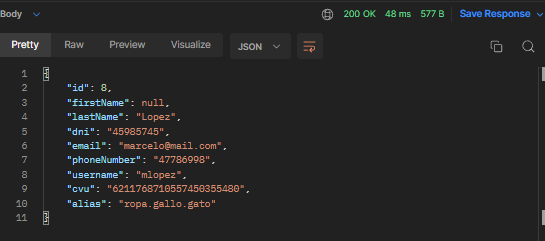 Body 200 OK 48 ms 577 B Save Response
Pretty Raw Preview Visualize JSON
1 {
2 "id": 8,
3 "firstName": null,
4 "lastName": "Lopez",
5 "dni": "45985745",
6 "email": "marcelo@mail.com",
7 "phoneNumber": "47786998",
8 "username": "mlopez",
9 "cvu": "6211768710557450355480",
10 "alias": "ropa.gallo.gato"
11 }